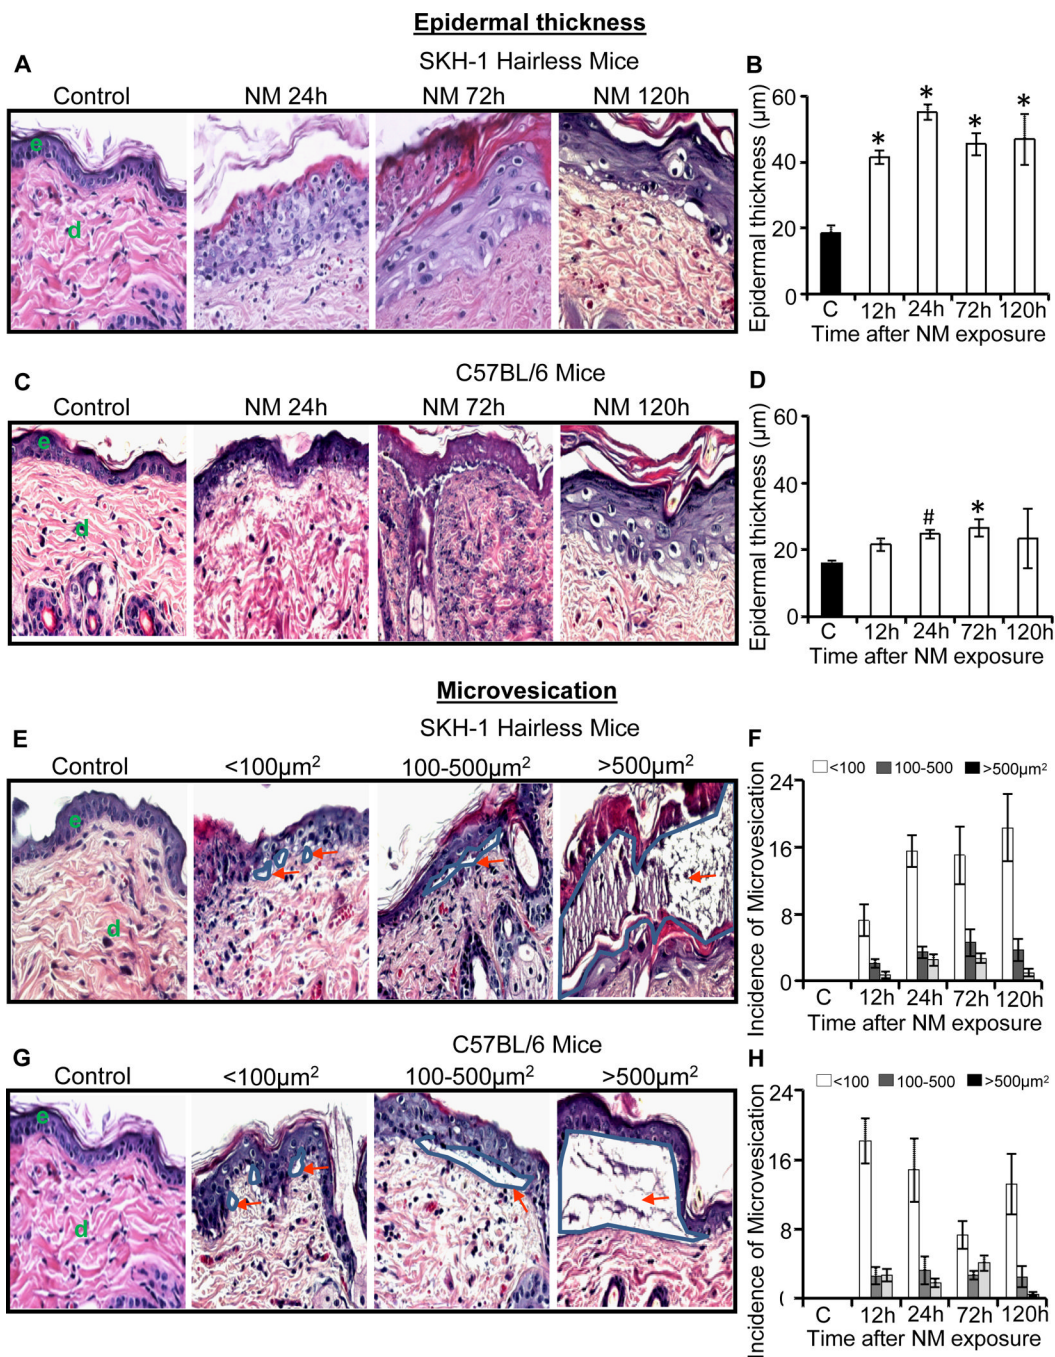 Epidermal thickness
A
SKH-1 Hairless Mice
Control NM 24h NM 72h NM 120h
e
d
B
Epidermal thickness (µm)
60
40
20
0
* * * *
C 12h 24h 72h 120h
Time after NM exposure
C
C57BL/6 Mice
Control NM 24h NM 72h NM 120h
e
d
D
Epidermal thickness (µm)
60
40
20
0
# *
C 12h 24h 72h 120h
Time after NM exposure
Microvesication
E
SKH-1 Hairless Mice
Control <100µm² 100-500µm² >500µm²
e
d
F
<100 100-500 >500µm²
Incidence of Microvesication
24
16
8
0
C 12h 24h 72h 120h
Time after NM exposure
G
C57BL/6 Mice
Control <100µm² 100-500µm² >500µm²
e
d
H
<100 100-500 >500µm²
Incidence of Microvesication
24
16
8
(
C 12h 24h 72h 120h
Time after NM exposure